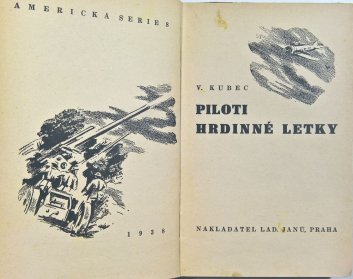 AMERICKÁ SERIE 8
1938
V. KUBEC
PILOTI
HRDINNÉ LETKY
NAKLADATEL LAD. JANŮ, PRAHA